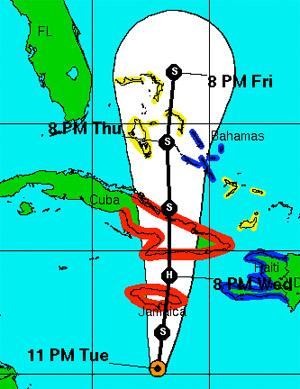 FL
S
8 PM Fri
8 PM Thu
S
Bahamas
Cuba
S
Haiti
H
8 PM Wed
D
Jamaica
S
11 PM Tue